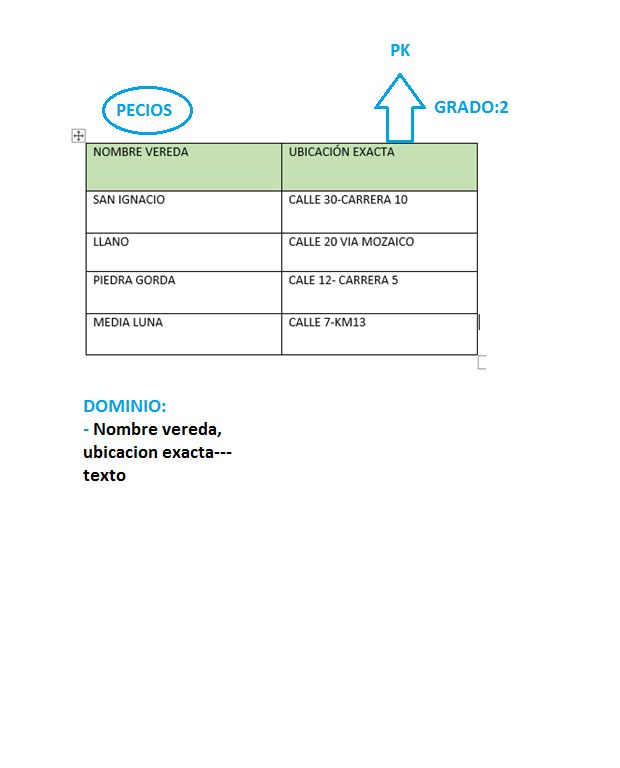 PK
GRADO:2
PECIOS
NOMBRE VEREDA UBICACIÓN EXACTA
SAN IGNACIO CALLE 30-CARRERA 10
LLANO CALLE 20 VIA MOZAICO
PIEDRA GORDA CALE 12- CARRERA 5
MEDIA LUNA CALLE 7-KM13
DOMINIO:
- Nombre vereda,
ubicacion exacta---
texto